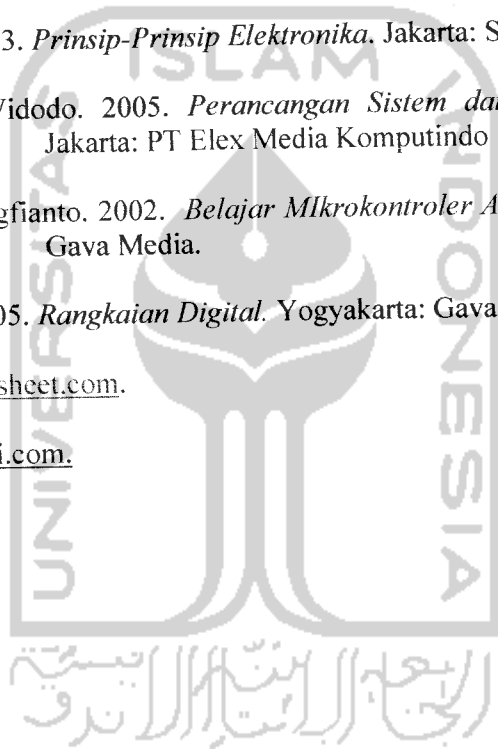 3. Prinsip-Prinsip Elektronika. Jakarta: S
Vidodo. 2005. Perancangan Sistem dan
Jakarta: PT Elex Media Komputindo
gfianto. 2002. Belajar MIkrokontroler A
Gava Media.
05. Rangkaian Digital. Yogyakarta: Gava
sheet.com.
i.com.
ISLAM
UNIVERSITAS
INDONESIA